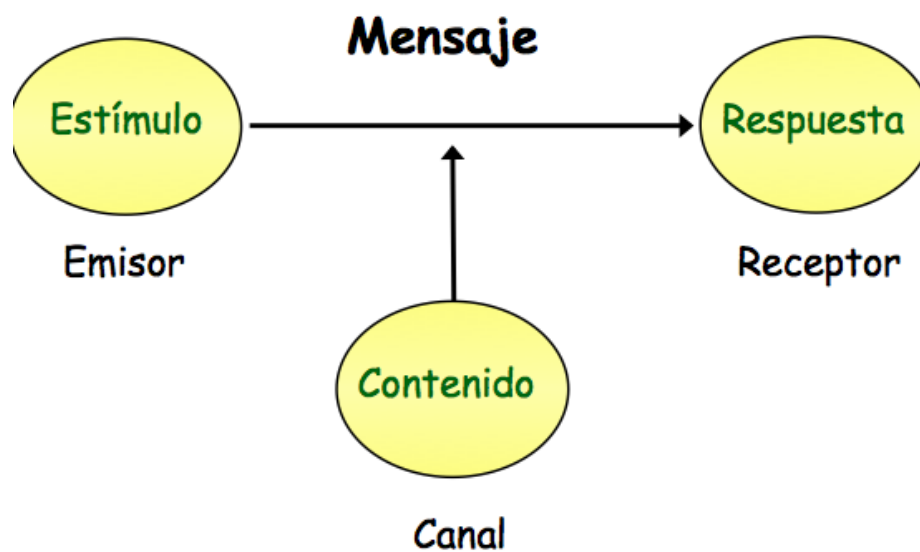 Mensaje
Estímulo
Respuesta
Emisor
Receptor
Contenido
Canal